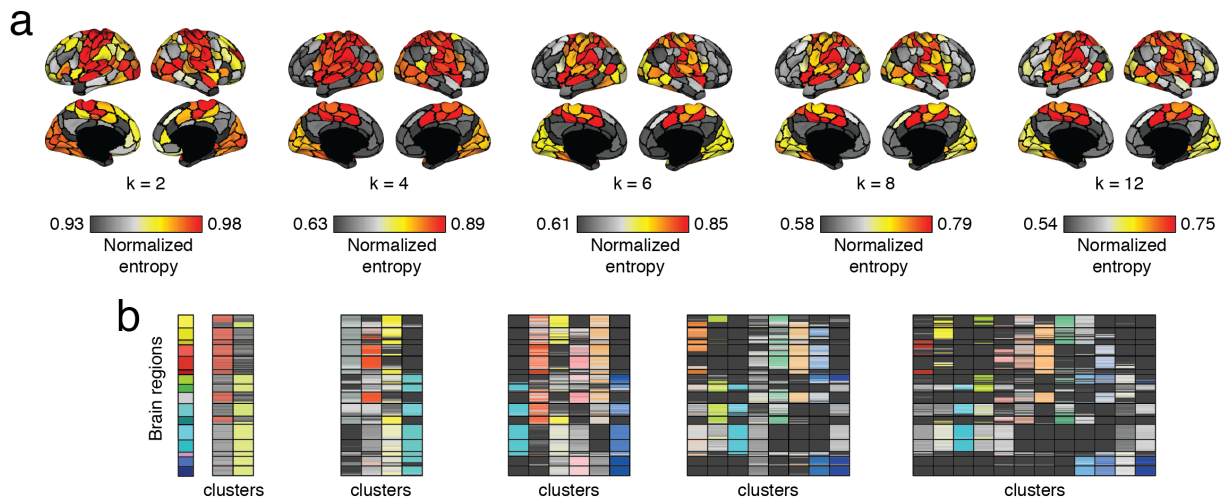 a
k = 2
k = 4
k = 6
k = 8
k = 12
0.93 0.98
Normalized
entropy
0.63 0.89
Normalized
entropy
0.61 0.85
Normalized
entropy
0.58 0.79
Normalized
entropy
0.54 0.75
Normalized
entropy
b
Brain regions
clusters
clusters
clusters
clusters
clusters